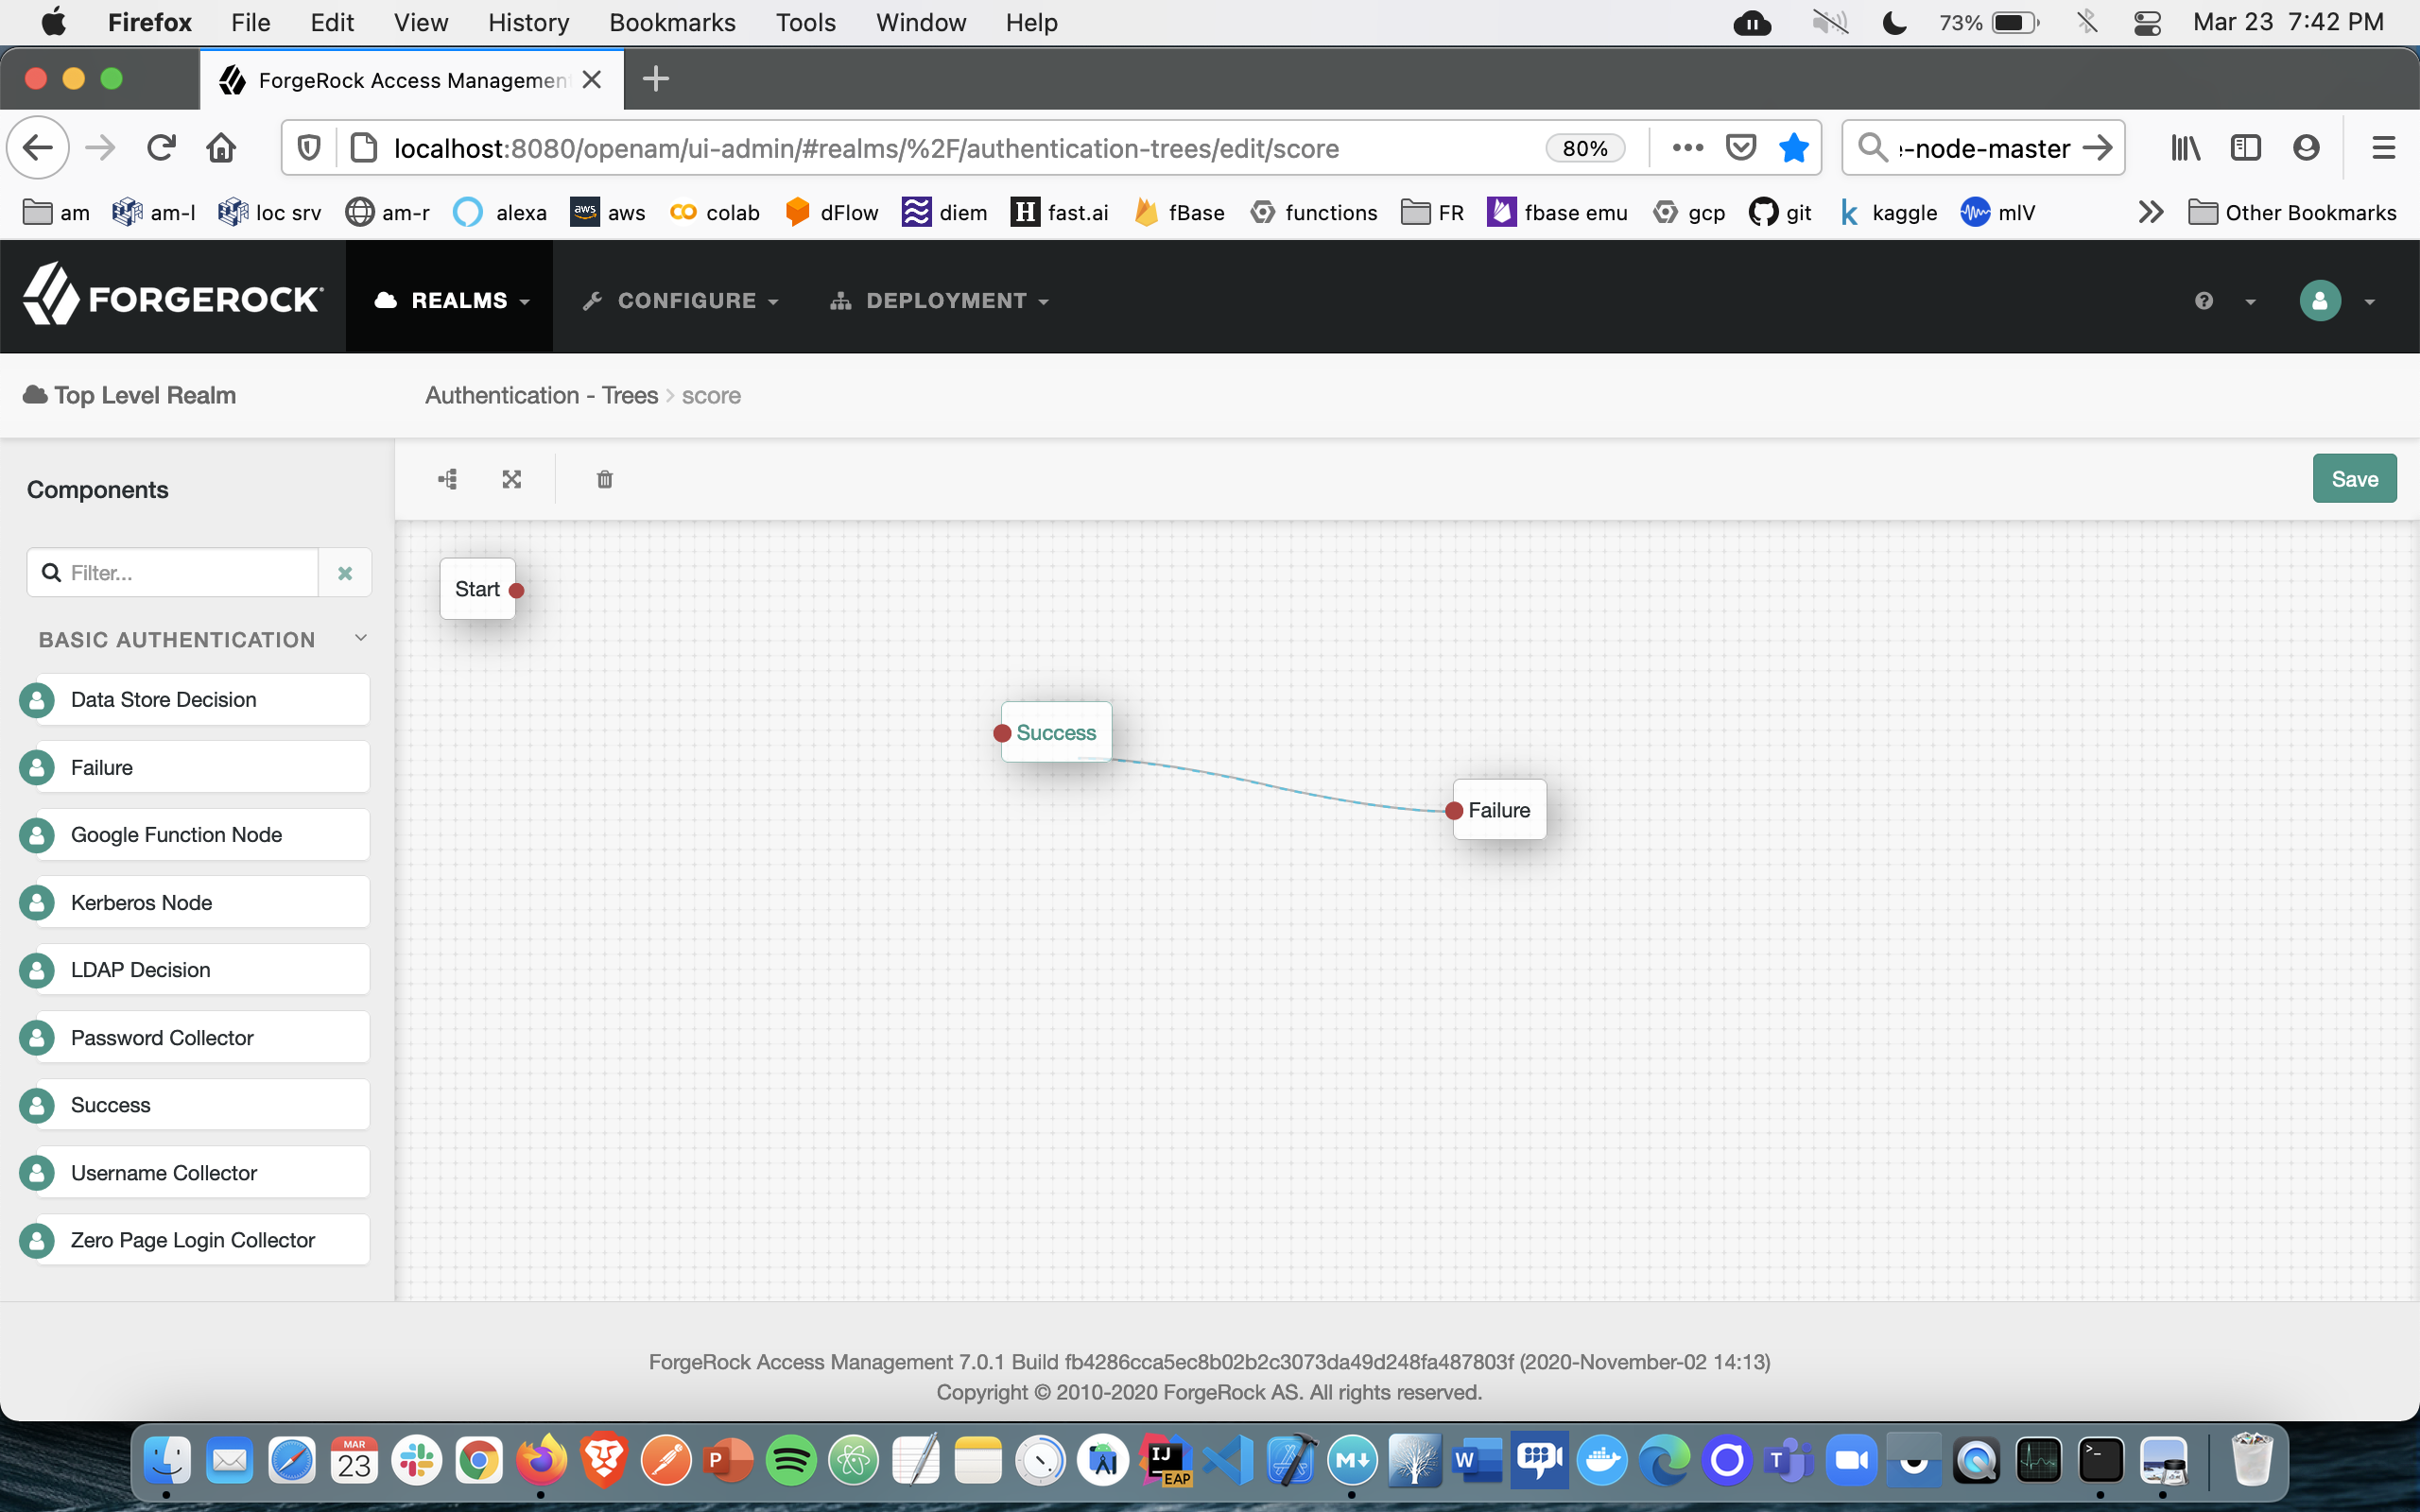 Firefox File Edit View History Bookmarks Tools Window Help 73% Mar 23 7:42 PM
ForgeRock Access Managemen
localhost:8080/openam/ui-admin/#realms/%2F/authentication-trees/edit/score 80% -node-master
am am-l loc srv am-r alexa aws colab dFlow diem fast.ai fBase functions FR fbase emu gcp git kaggle mlV Other Bookmarks
FORGEROCK REALMS CONFIGURE DEPLOYMENT
Top Level Realm Authentication - Trees score
Components
Save
Filter...
Start
BASIC AUTHENTICATION
Data Store Decision
Success
Failure
Failure
Google Function Node
Kerberos Node
LDAP Decision
Password Collector
Success
Username Collector
Zero Page Login Collector
ForgeRock Access Management 7.0.1 Build fb4286cca5ec8b02b2c3073da49d248fa487803f (2020-November-02 14:13)
Copyright © 2010-2020 ForgeRock AS. All rights reserved.
MAR
23
IJ
EAP